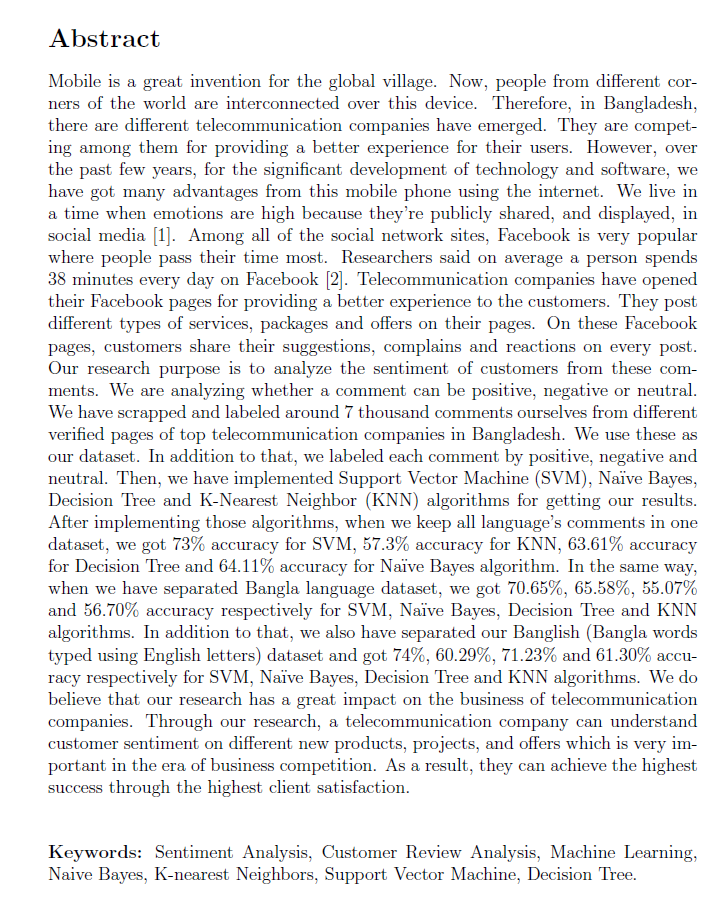 Abstract
Mobile is a great invention for the global village. Now, people from different cor-
ners of the world are interconnected over this device. Therefore, in Bangladesh,
there are different telecommunication companies have emerged. They are compet-
ing among them for providing a better experience for their users. However, over
the past few years, for the significant development of technology and software, we
have got many advantages from this mobile phone using the internet. We live in
a time when emotions are high because they're publicly shared, and displayed, in
social media [1]. Among all of the social network sites, Facebook is very popular
where people pass their time most. Researchers said on average a person spends
38 minutes every day on Facebook [2]. Telecommunication companies have opened
their Facebook pages for providing a better experience to the customers. They post
different types of services, packages and offers on their pages. On these Facebook
pages, customers share their suggestions, complains and reactions on every post.
Our research purpose is to analyze the sentiment of customers from these com-
ments. We are analyzing whether a comment can be positive, negative or neutral.
We have scrapped and labeled around 7 thousand comments ourselves from different
verified pages of top telecommunication companies in Bangladesh. We use these as
our dataset. In addition to that, we labeled each comment by positive, negative and
neutral. Then, we have implemented Support Vector Machine (SVM), Naïve Bayes,
Decision Tree and K-Nearest Neighbor (KNN) algorithms for getting our results.
After implementing those algorithms, when we keep all language's comments in one
dataset, we got 73% accuracy for SVM, 57.3% accuracy for KNN, 63.61% accuracy
for Decision Tree and 64.11% accuracy for Naïve Bayes algorithm. In the same way,
when we have separated Bangla language dataset, we got 70.65%, 65.58%, 55.07%
and 56.70% accuracy respectively for SVM, Naïve Bayes, Decision Tree and KNN
algorithms. In addition to that, we also have separated our Banglish (Bangla words
typed using English letters) dataset and got 74%, 60.29%, 71.23% and 61.30% accu-
racy respectively for SVM, Naïve Bayes, Decision Tree and KNN algorithms. We do
believe that our research has a great impact on the business of telecommunication
companies. Through our research, a telecommunication company can understand
customer sentiment on different new products, projects, and offers which is very im-
portant in the era of business competition. As a result, they can achieve the highest
success through the highest client satisfaction.
Keywords: Sentiment Analysis, Customer Review Analysis, Machine Learning,
Naive Bayes, K-nearest Neighbors, Support Vector Machine, Decision Tree.